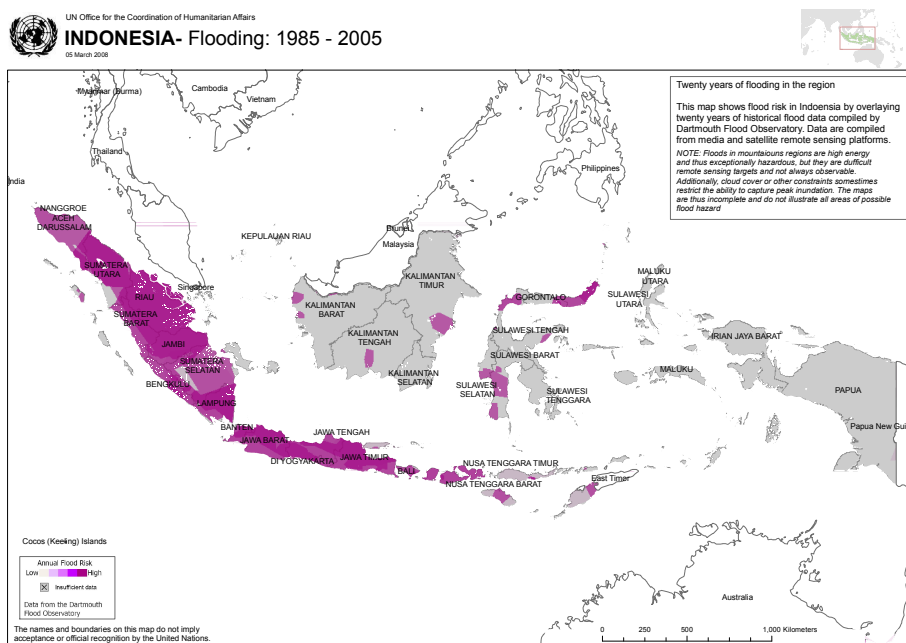 UN Office for the Coordination of Humanitarian Affairs
INDONESIA- Flooding: 1985 - 2005
05 March 2008
Twenty years of flooding in the region
This map shows flood risk in Indoensia by overlaying
twenty years of historical flood data compiled by
Dartmouth Flood Observatory. Data are compiled
from media and satellite remote sensing platforms.
NOTE: Floods in mountaiouns regions are high energy
and thus exceptionally hazardous, but they are dufficult
remote sensing targets and not always observable.
Additionally, cloud cover or other constraints somestimes
restrict the ability to capture peak inundation. The maps
are thus incomplete and do not illustrate all areas of possible
flood hazard
Myanmar (Burma)
Cambodia
Vietnam
Thailand
Philippines
India
NANGGROE
ACEH
DARUSSALAM
KEPULAUAN RIAU
Brunei
Malaysia
SUMATERA
UTARA
Singapore
KALIMANTAN
TIMUR
MALUKU
UTARA
RIAU
GORONTALO
SULAWESI
UTARA
SUMATERA
BARAT
KALIMANTAN
BARAT
KALIMANTAN
TENGAH
SULAWESI TENGAH
IRIAN JAYA BARAT
JAMBI
SULAWESI BARAT
SUMATERA
SELATAN
KALIMANTAN
SELATAN
MALUKU
BENGKULU
SULAWESI
SELATAN
SULAWESI
TENGGARA
PAPUA
LAMPUNG
BANTEN
JAWA TENGAH
JAWA BARAT
Papua New Gui
DI YOGYAKARTA
JAWA TIMUR
BALI
NUSA TENGGARA TIMUR
NUSA TENGGARA BARAT
East Timor
Cocos (Keeling) Islands
Australia
Annual Flood Risk
Low High
Insufficient data
Data from the Dartmouth
Flood Observatory
The names and boundaries on this map do not imply
acceptance or official recognition by the United Nations.
0 250 500 1,000 Kilometers